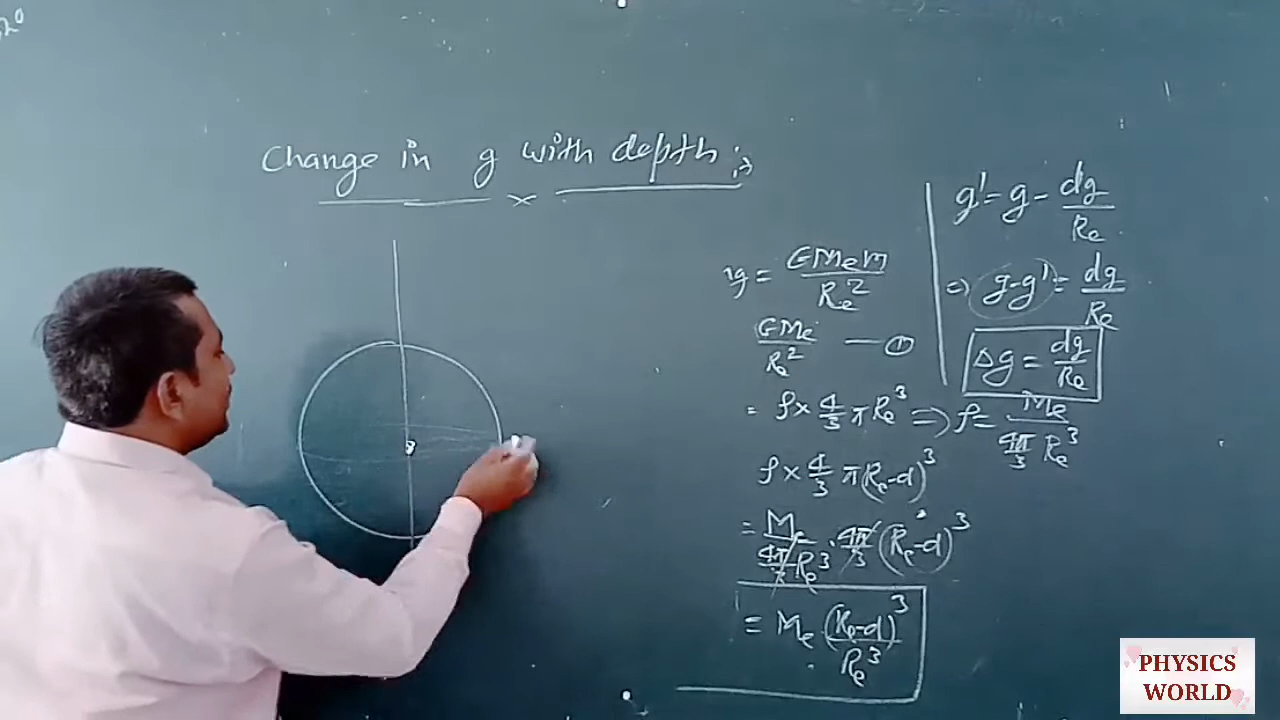 32⁰
Change in g with depth :→
g = GMem/Re²
GMe/Re² — ①
= ρ × 4/3 π Re³ ⇒ ρ = Me/(4π/3 Re³)
ρ × 4/3 π (Re-d)³
= Me/(4π/3 Re³) · 4π/3 (Re-d)³
= Me (Re-d)³/Re³
g' = g - dg/Re
⇒ g-g' = dg/Re
Δg = dg/Re
PHYSICS
WORLD